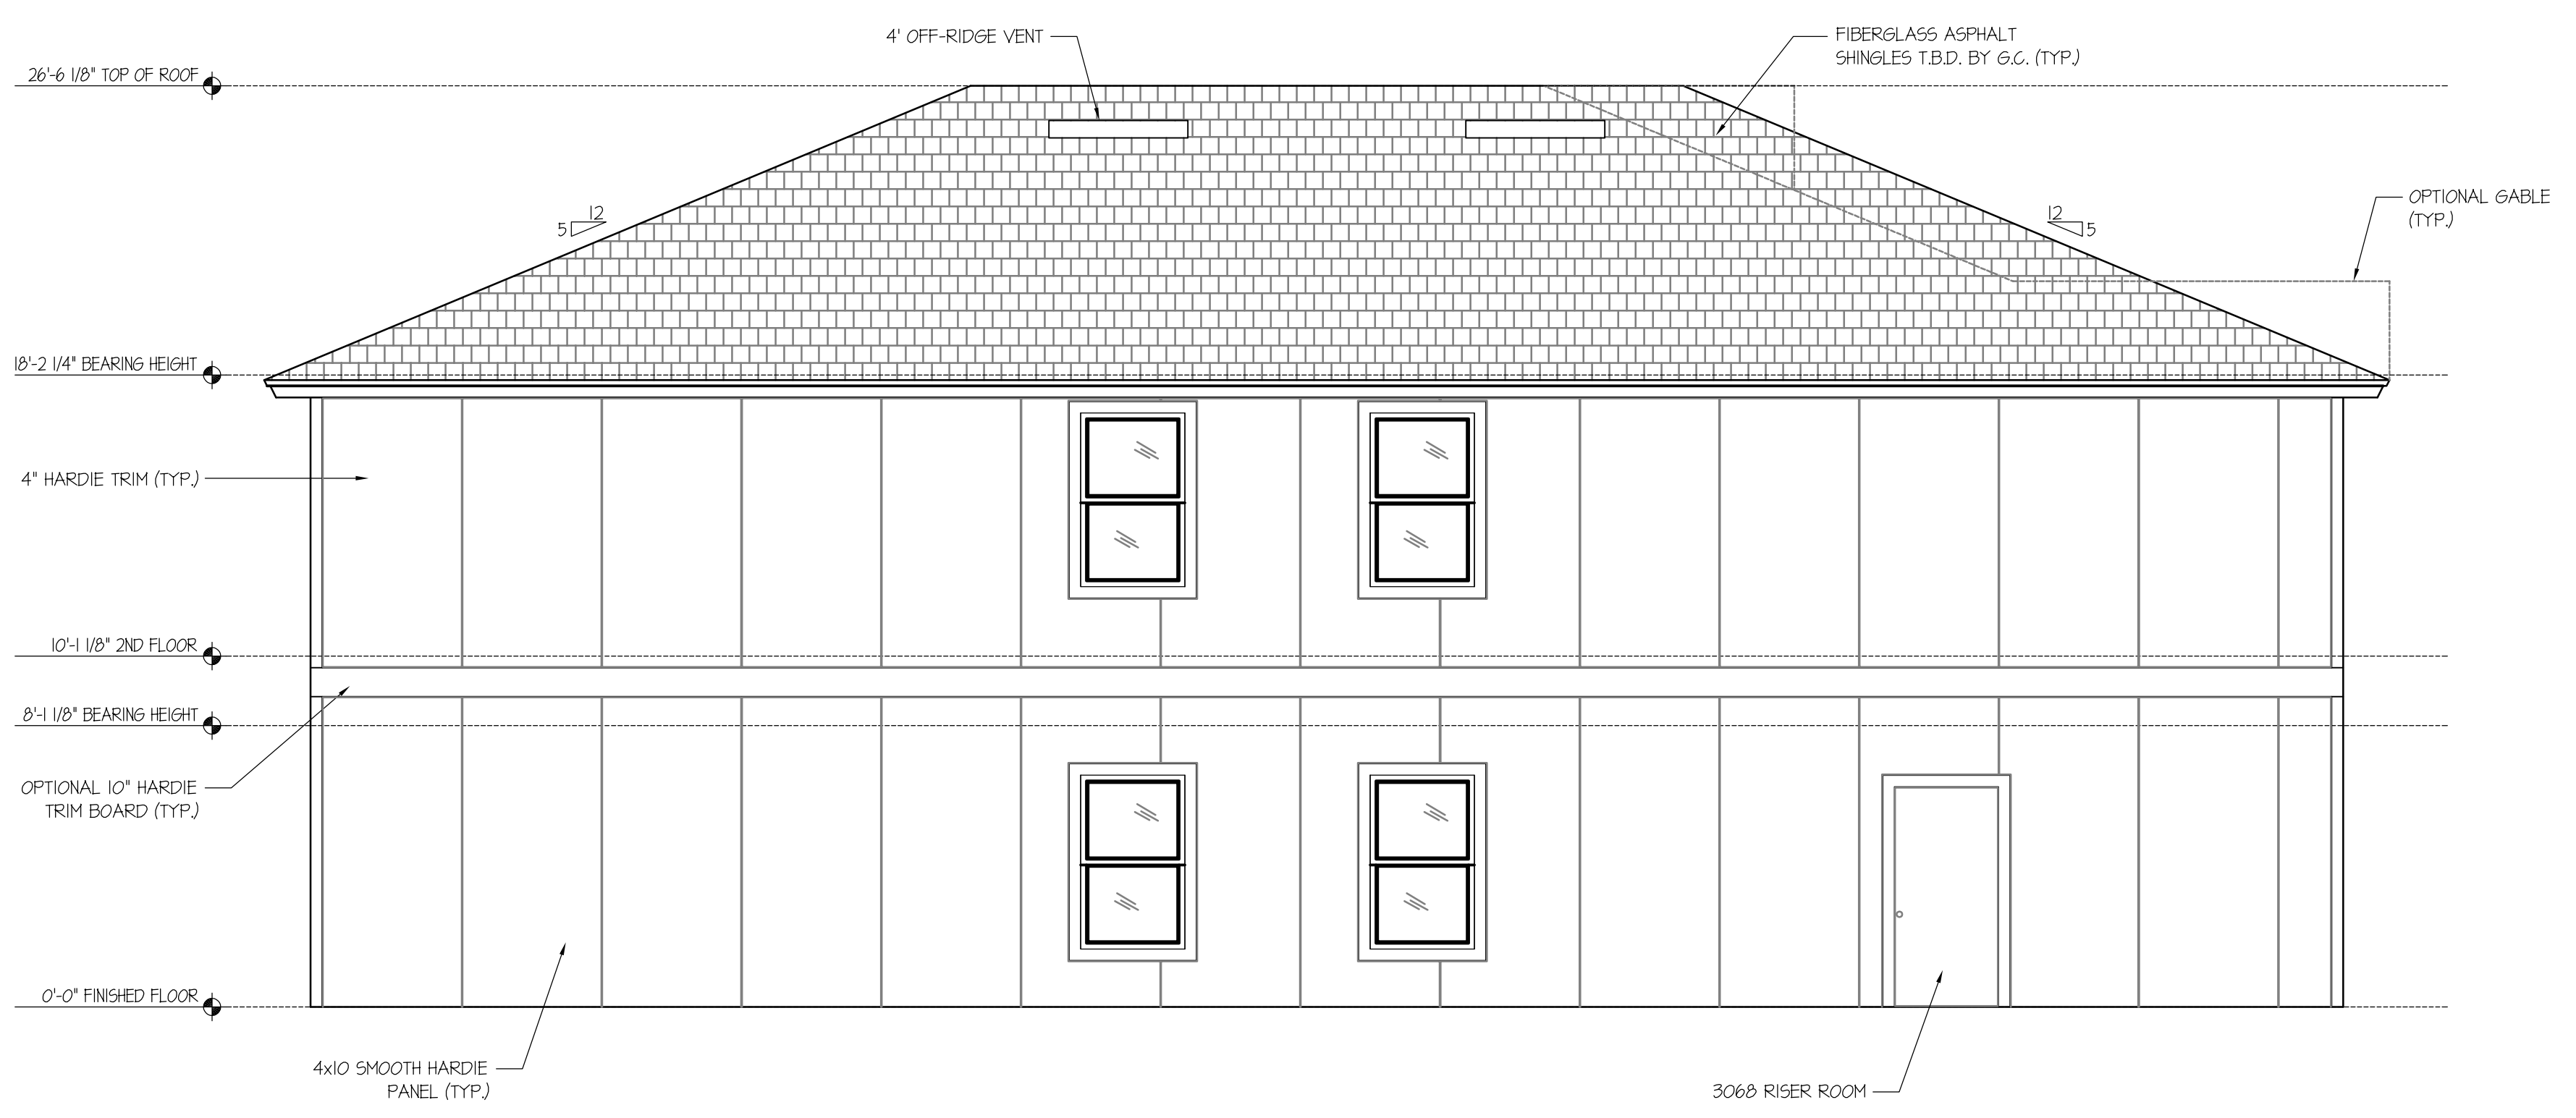 4' OFF-RIDGE VENT
FIBERGLASS ASPHALT
SHINGLES T.B.D. BY G.C. (TYP.)
26'-6 1/8" TOP OF ROOF
12
5
12
5
OPTIONAL GABLE
(TYP.)
18'-2 1/4" BEARING HEIGHT
4" HARDIE TRIM (TYP.)
10'-1 1/8" 2ND FLOOR
8'-1 1/8" BEARING HEIGHT
OPTIONAL 10" HARDIE
TRIM BOARD (TYP.)
0'-0" FINISHED FLOOR
4x10 SMOOTH HARDIE
PANEL (TYP.)
3068 RISER ROOM